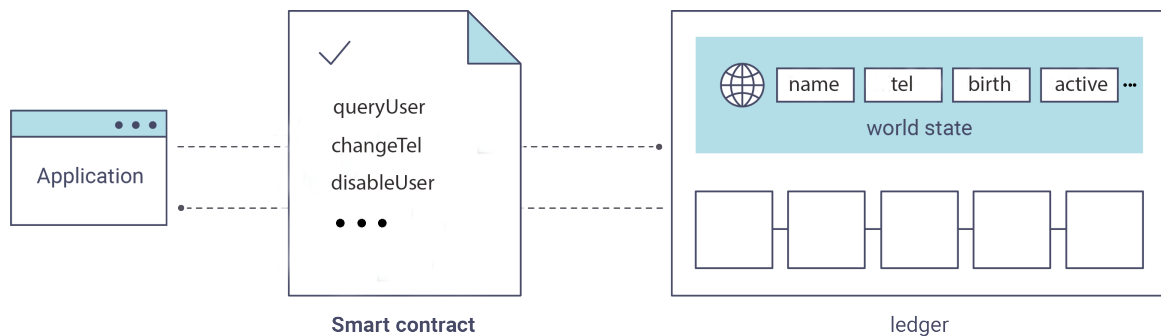 Application
queryUser
changeTel
disableUser
• • •
Smart contract
name tel birth active •••
world state
ledger